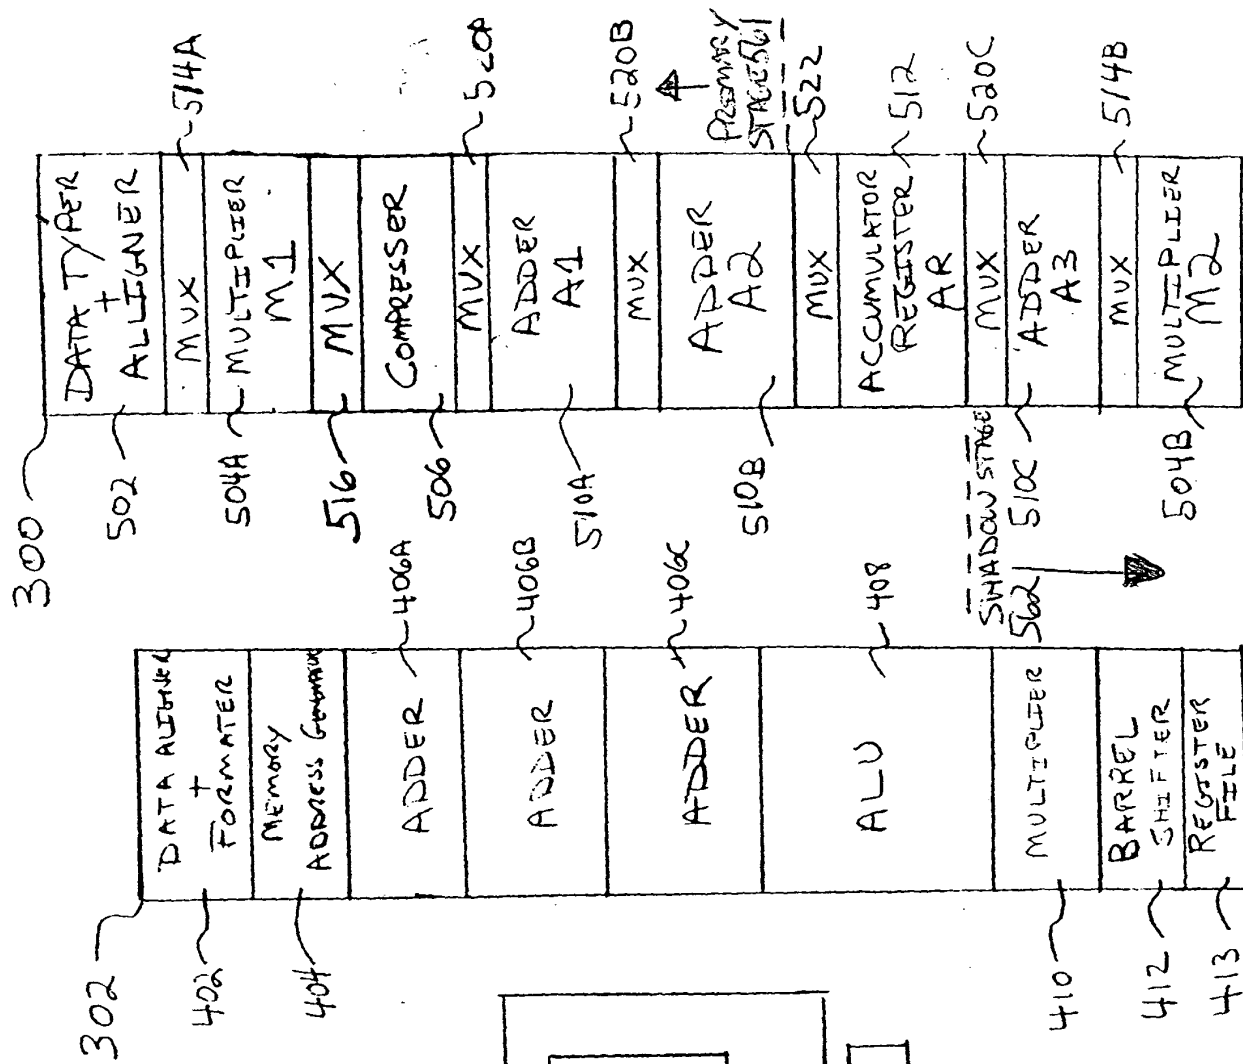 300
DATA TYPER
+
ALLIGNER
502
MUX
514A
MULTIPLIER
M1
504A
MUX
516
COMPRESSER
506
MUX
520A
ADDER
A1
510A
MUX
520B
PRIMARY
STAGE 561
ADDER
A2
510B
MUX
522
ACCUMULATOR
REGISTER
AR
512
MUX
520C
SHADOW STAGE
562
ADDER
A3
510C
MUX
514B
MULTIPLIER
M2
504B
302
DATA ALIGNER
+
FORMATER
402
MEMORY
ADDRESS
404
ADDER
406A
ADDER
406B
ADDER
406C
ALU
408
MULTIPLIER
410
BARREL
SHIFTER
412
REGISTER
FILE
413